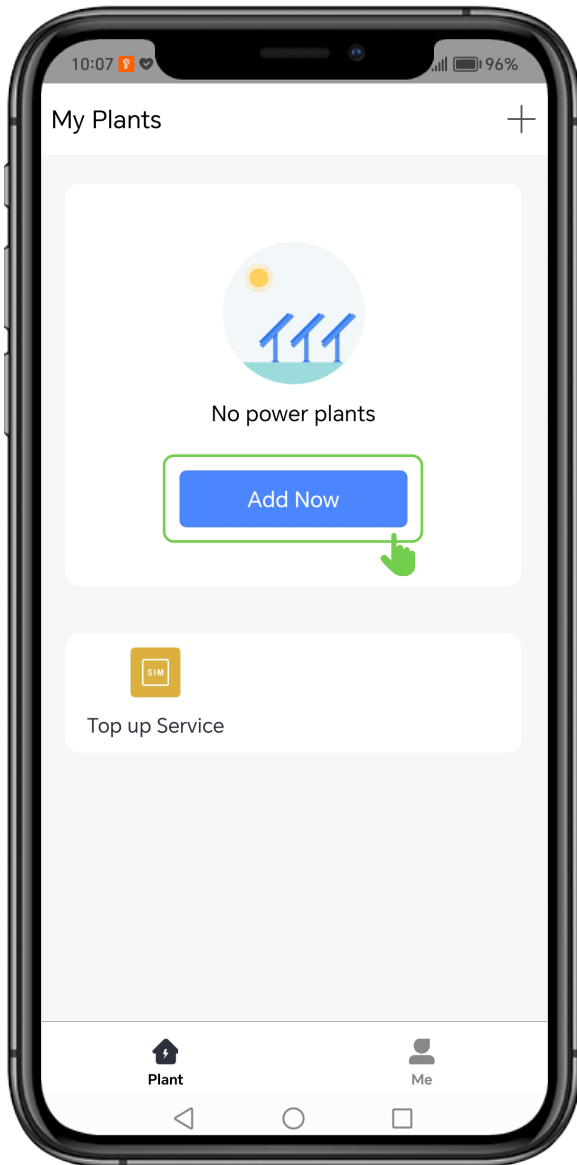 10:07 96%
My Plants
No power plants
Add Now
SIM
Top up Service
Plant Me